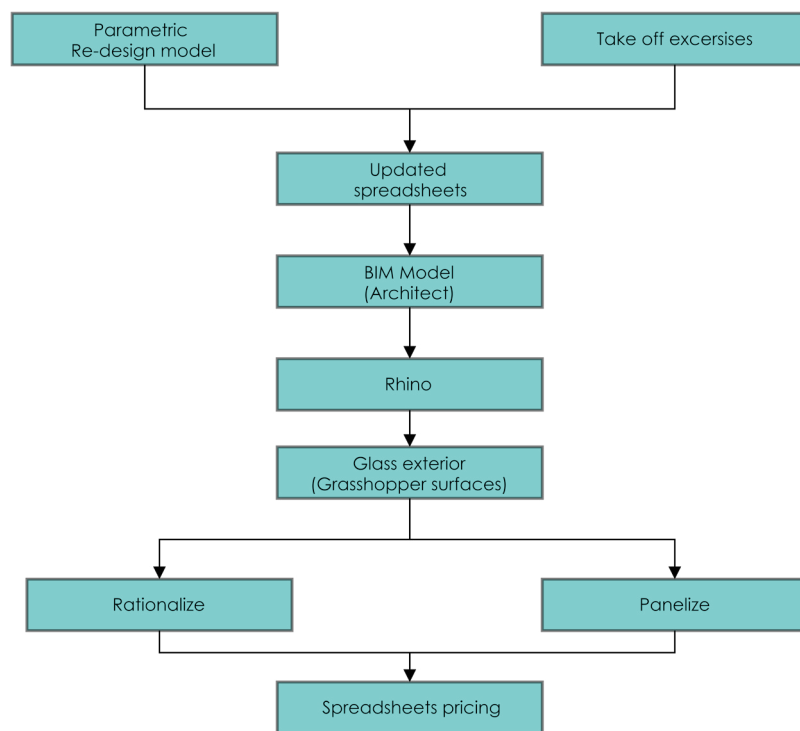 Parametric
Re-design model
Take off excersises
Updated
spreadsheets
BIM Model
(Architect)
Rhino
Glass exterior
(Grasshopper surfaces)
Rationalize
Panelize
Spreadsheets pricing